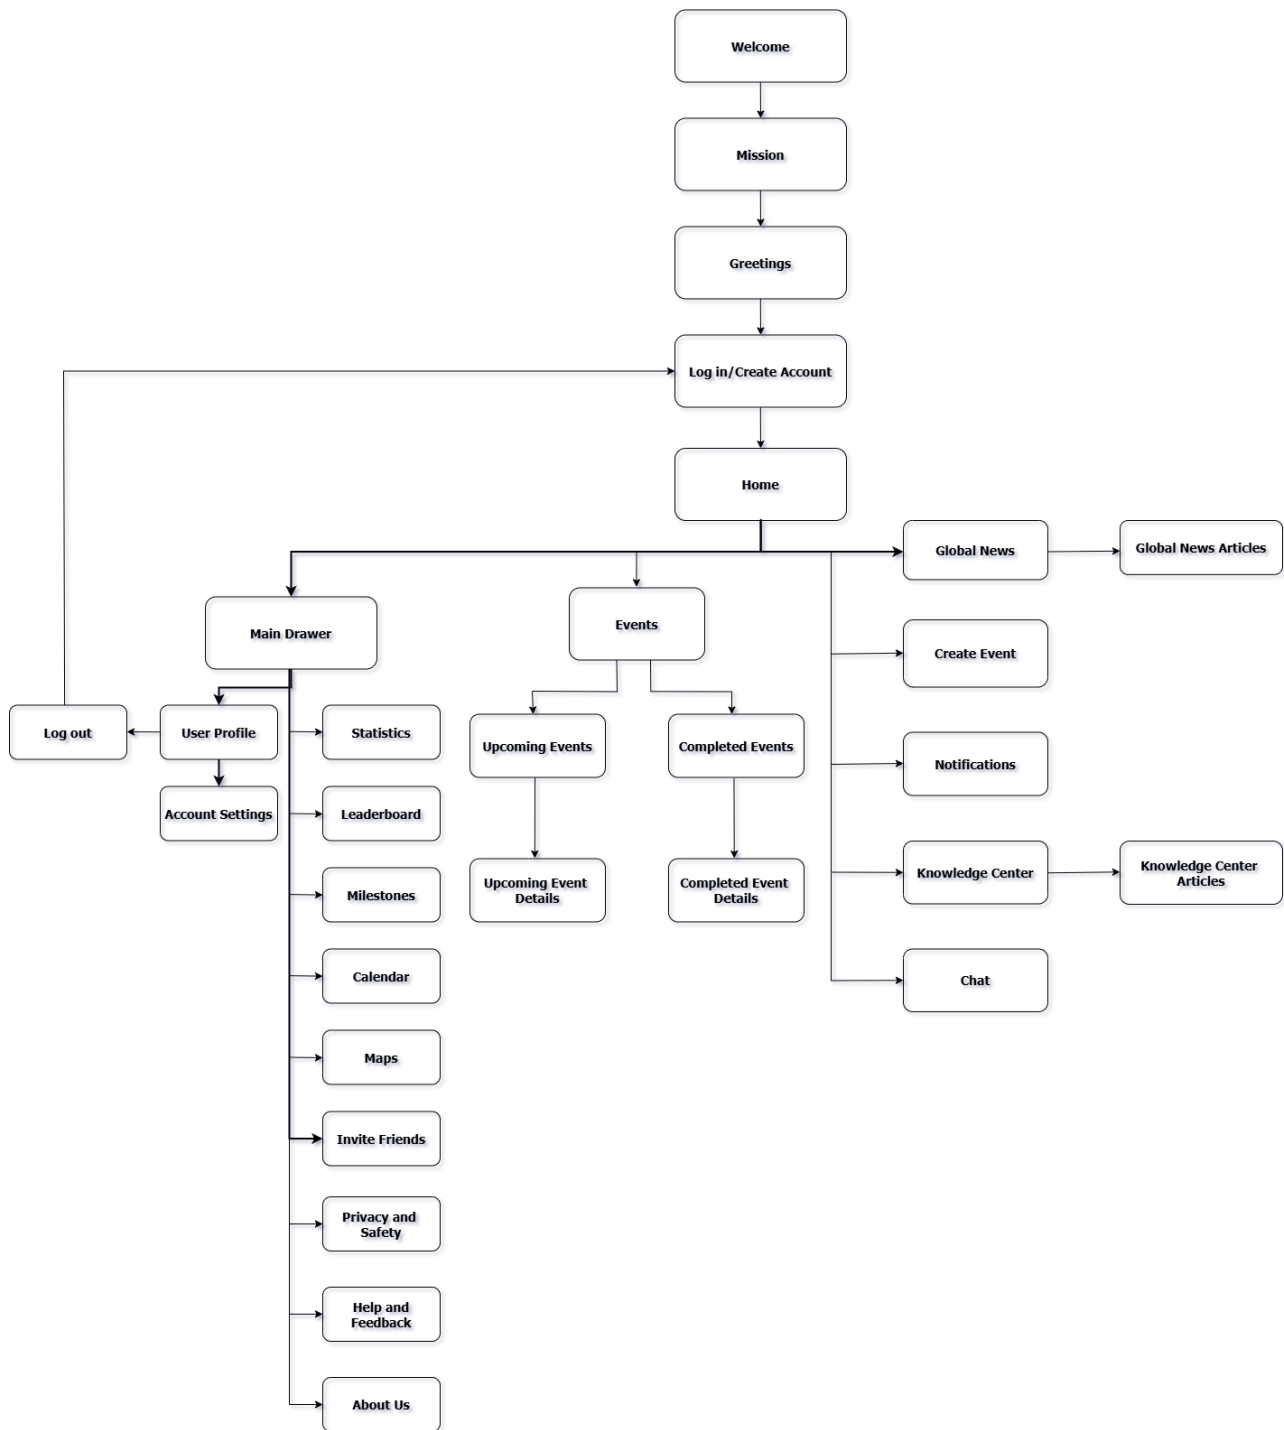 Welcome
Mission
Greetings
Log in/Create Account
Home
Global News
Global News Articles
Main Drawer
Events
Create Event
Log out
User Profile
Statistics
Upcoming Events
Completed Events
Notifications
Account Settings
Leaderboard
Milestones
Upcoming Event
Details
Completed Event
Details
Knowledge Center
Knowledge Center
Articles
Calendar
Chat
Maps
Invite Friends
Privacy and
Safety
Help and
Feedback
About Us